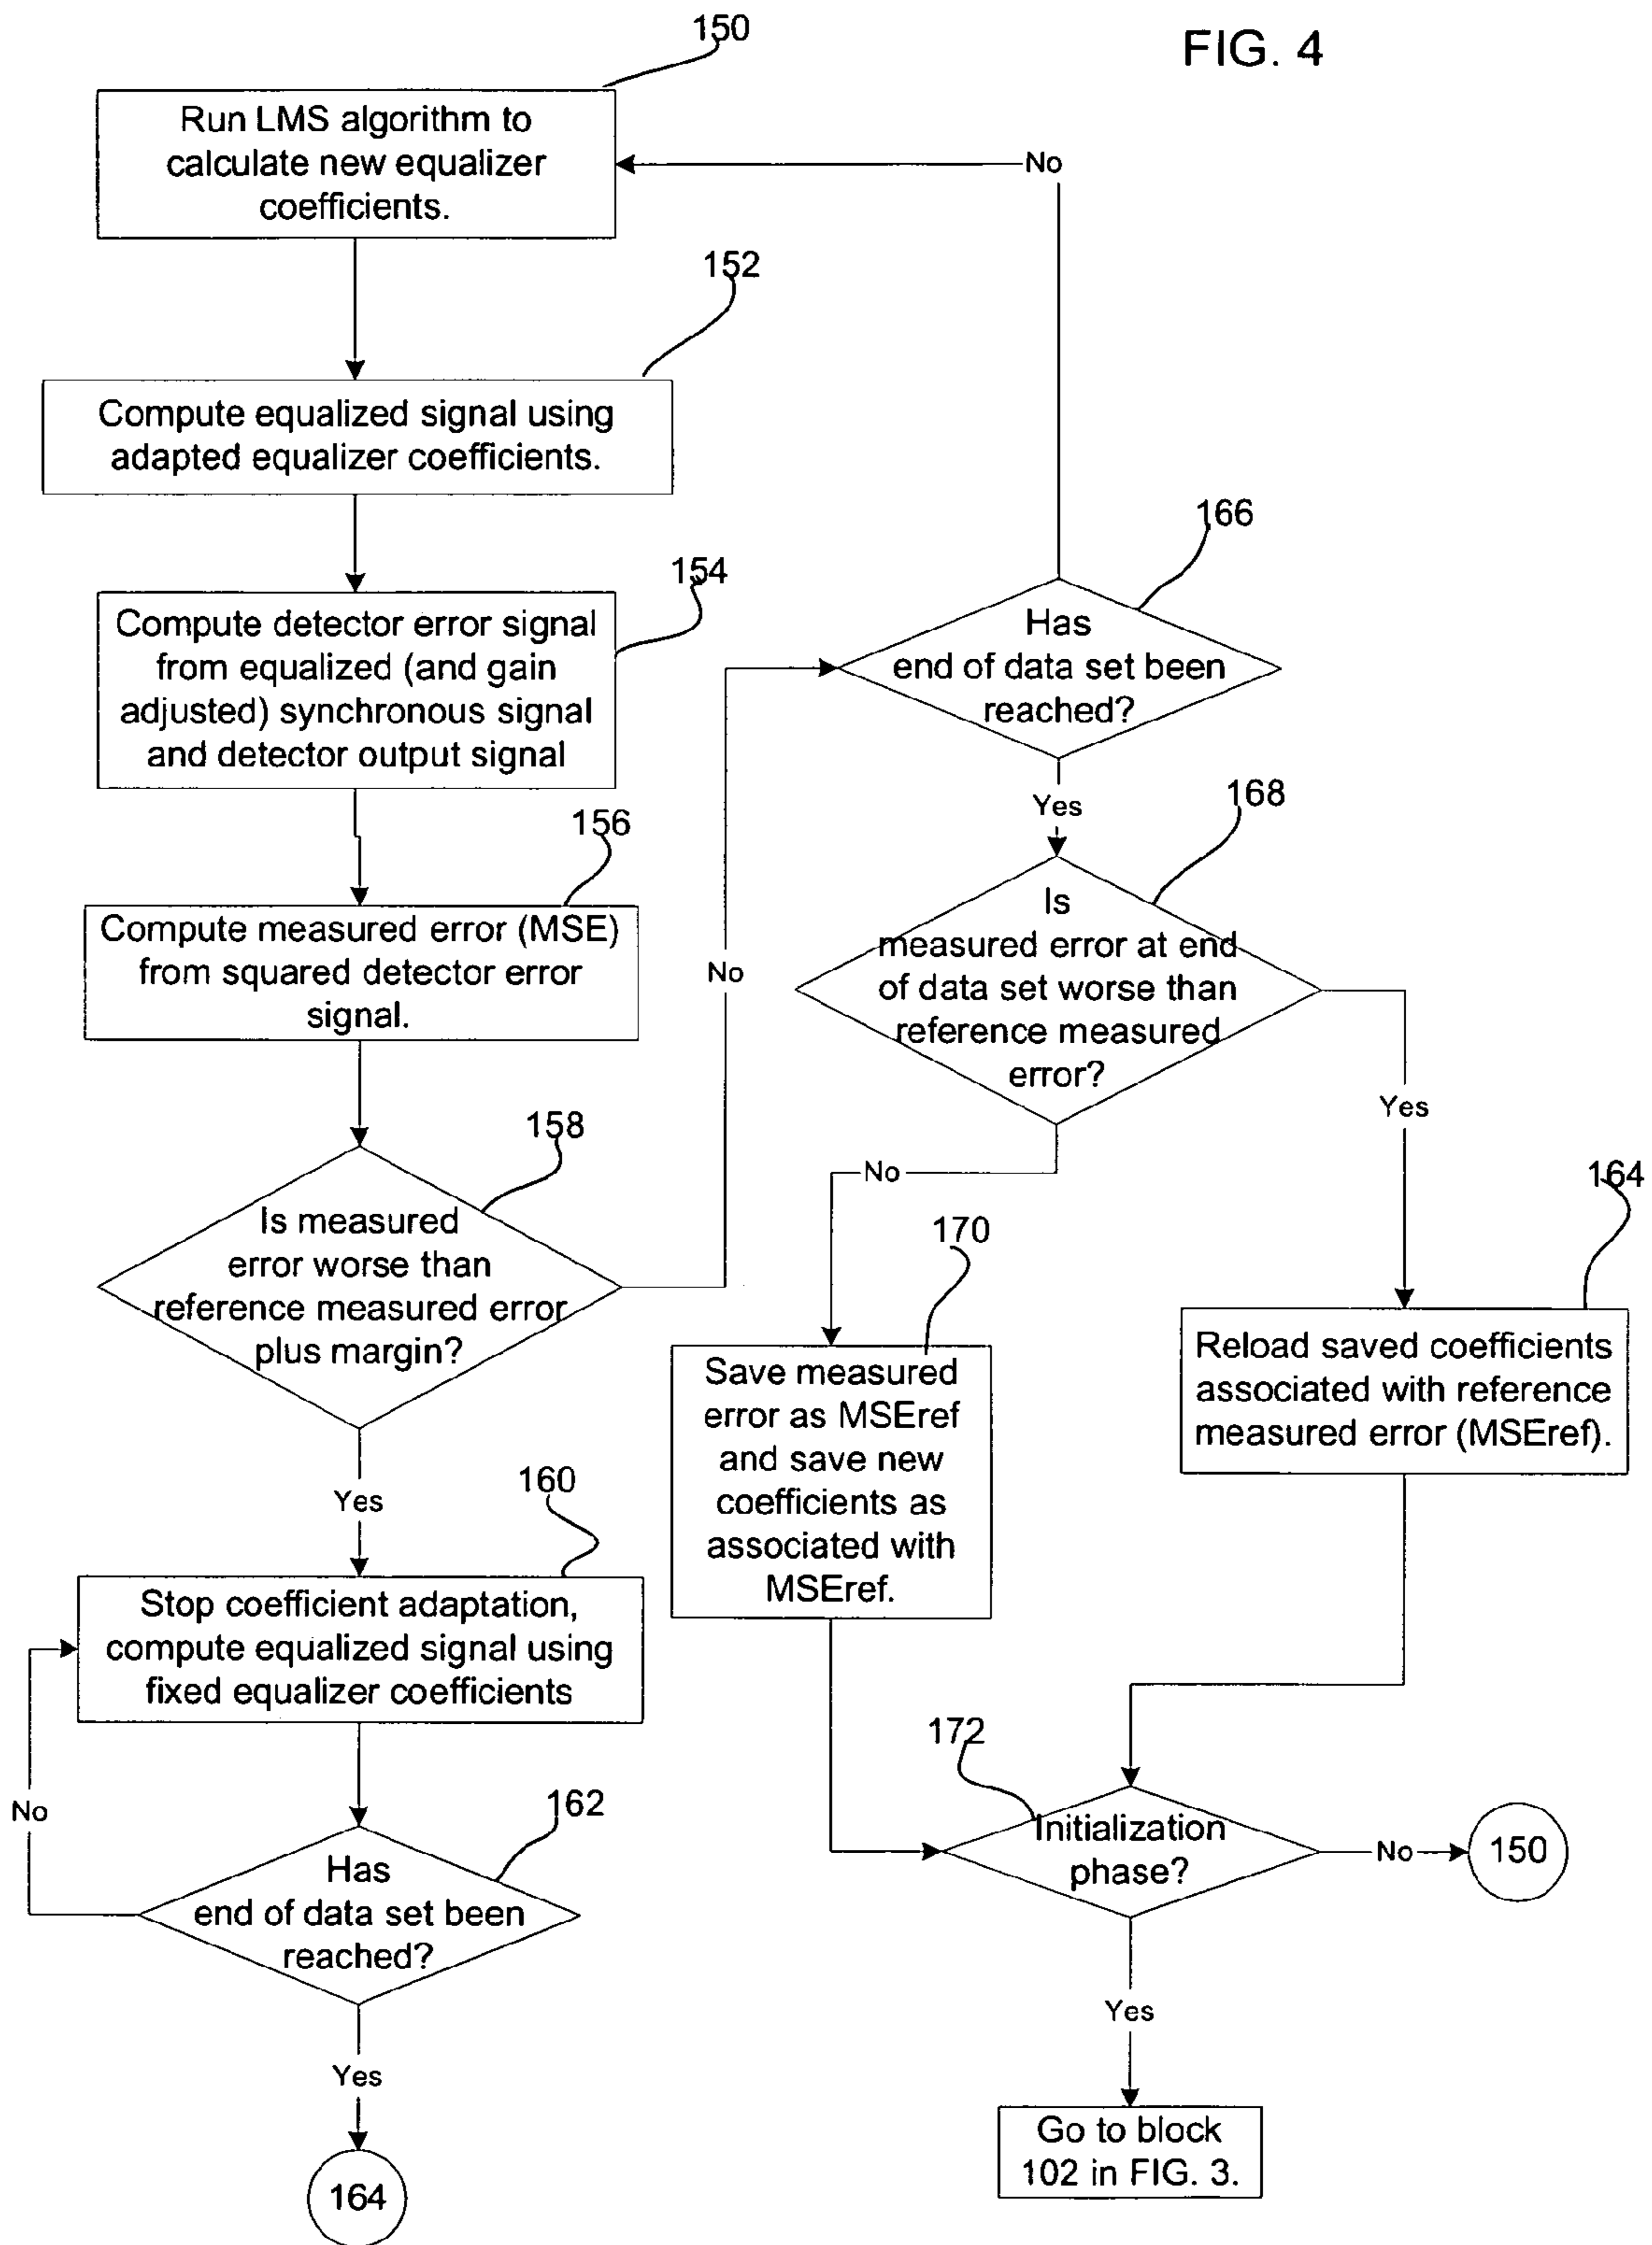 FIG. 4
150
Run LMS algorithm to
calculate new equalizer
coefficients.
No
152
Compute equalized signal using
adapted equalizer coefficients.
154
Compute detector error signal
from equalized (and gain
adjusted) synchronous signal
and detector output signal
156
Compute measured error (MSE)
from squared detector error
signal.
No
158
Is measured
error worse than
reference measured error
plus margin?
Yes
160
Stop coefficient adaptation,
compute equalized signal using
fixed equalizer coefficients
No
162
Has
end of data set been
reached?
Yes
164
166
Has
end of data set been
reached?
Yes
168
Is
measured error at end
of data set worse than
reference measured
error?
Yes
No
164
Reload saved coefficients
associated with reference
measured error (MSEref).
170
Save measured
error as MSEref
and save new
coefficients as
associated with
MSEref.
172
Initialization
phase?
No
150
Yes
Go to block
102 in FIG. 3.